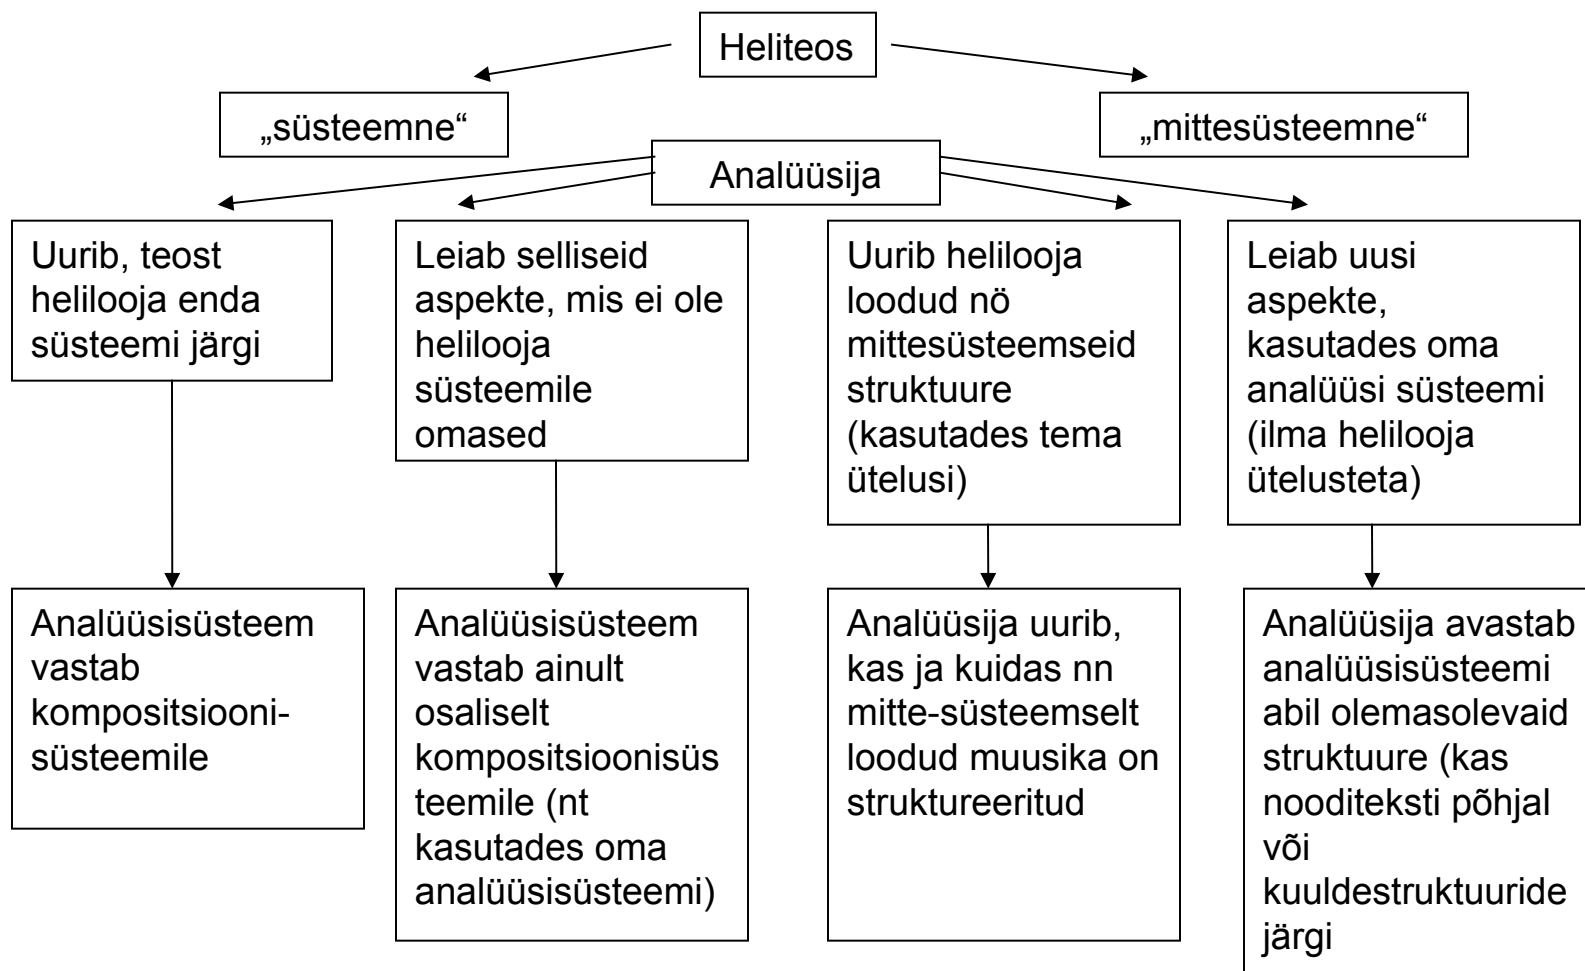 Heliteos
„süsteemne“
„mittesüsteemne“
Analüüsija
Uurib, teost
helilooja enda
süsteemi järgi
Leiab selliseid
aspekte, mis ei ole
helilooja
süsteemile
omased
Uurib helilooja
loodud nö
mittesüsteemseid
struktuure
(kasutades tema
ütelusi)
Leiab uusi
aspekte,
kasutades oma
analüüsi süsteemi
(ilma helilooja
ütelusteta)
Analüüsisüsteem
vastab
kompositsiooni-
süsteemile
Analüüsisüsteem
vastab ainult
osaliselt
kompositsioonisüs
teemile (nt
kasutades oma
analüüsisüsteemi)
Analüüsija uurib,
kas ja kuidas nn
mitte-süsteemselt
loodud muusika on
struktureeritud
Analüüsija avastab
analüüsisüsteemi
abil olemasolevaid
struktuure (kas
nooditeksti põhjal
või
kuuldestruktuuride
järgi